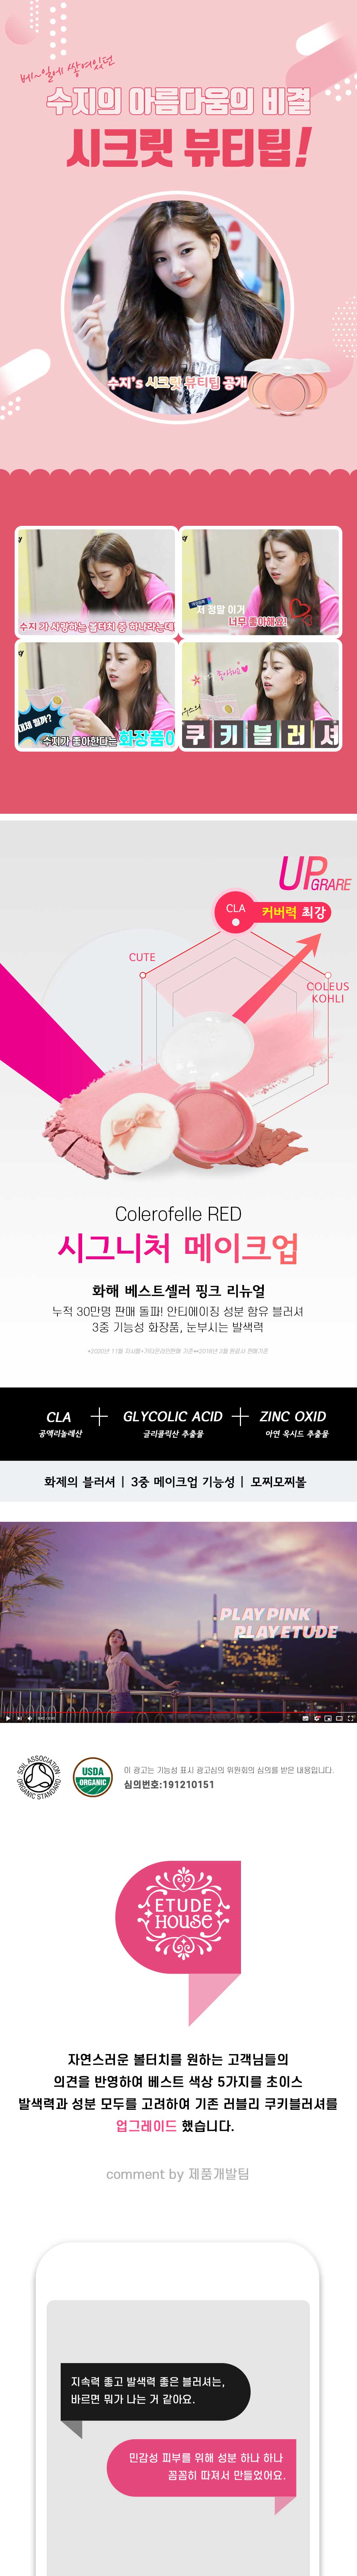 베~일에 쌓여있던
수지의 아름다움의 비결
시크릿 뷰티팁!
수지's 시크릿 뷰티팁 공개
수지 가 사랑하는 볼터치 중 하나라는데
저 정말 이거
너무 좋아해요!
대체 뭘까?
수지가 좋아한다는 화장품이
좋아해요
쿠키블러셔
UP
GRARE
CLA
커버력 최강
CUTE
COLEUS
KOHLI
Colerofelle RED
시그니처 메이크업
화해 베스트셀러 핑크 리뉴얼
누적 30만명 판매 돌파! 안티에이징 성분 함유 블러셔
3중 기능성 화장품, 눈부시는 발색력
CLA + GLYCOLIC ACID + ZINC OXID
공액리놀레산 글리콜릭산 추출물 아연 옥시드 추출물
화제의 블러셔 | 3중 메이크업 기능성 | 모찌모찌볼
PLAY PINK
PLAY ETUDE
SOIL ASSOCIATION
ORGANIC STANDARD
USDA
ORGANIC
이 광고는 기능성 표시 광고심의 위원회의 심의를 받은 내용입니다.
심의번호:191210151
ETUDE
HOUSE
자연스러운 볼터치를 원하는 고객님들의
의견을 반영하여 베스트 색상 5가지를 초이스
발색력과 성분 모두를 고려하여 기존 러블리 쿠키블러셔를
업그레이드 했습니다.
comment by 제품개발팀
지속력 좋고 발색력 좋은 블러셔는,
바르면 뭐가 나는 거 같아요.
민감성 피부를 위해 성분 하나 하나
꼼꼼히 따져서 만들었어요.